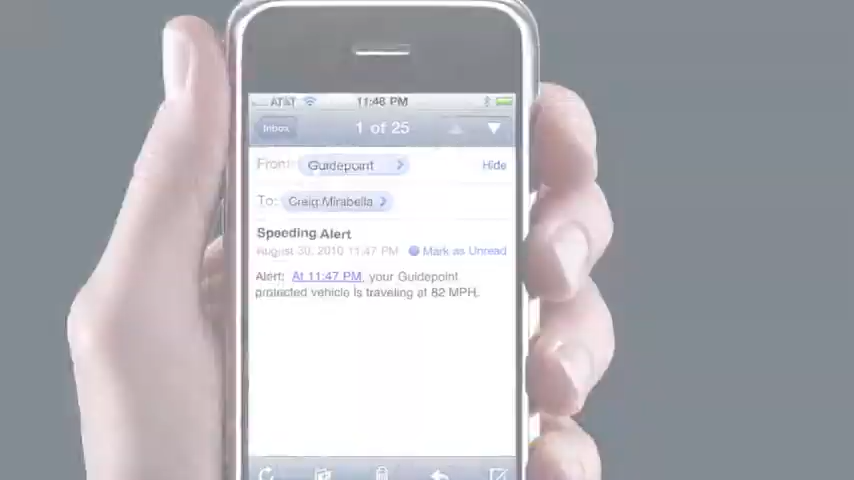 AT&T 11:48 PM
Inbox 1 of 25
From: Guidepoint Hide
To: Craig Mirabella
Speeding Alert
August 30, 2010 11:47 PM Mark as Unread
Alert: At 11:47 PM, your Guidepoint
protected vehicle is traveling at 82 MPH.